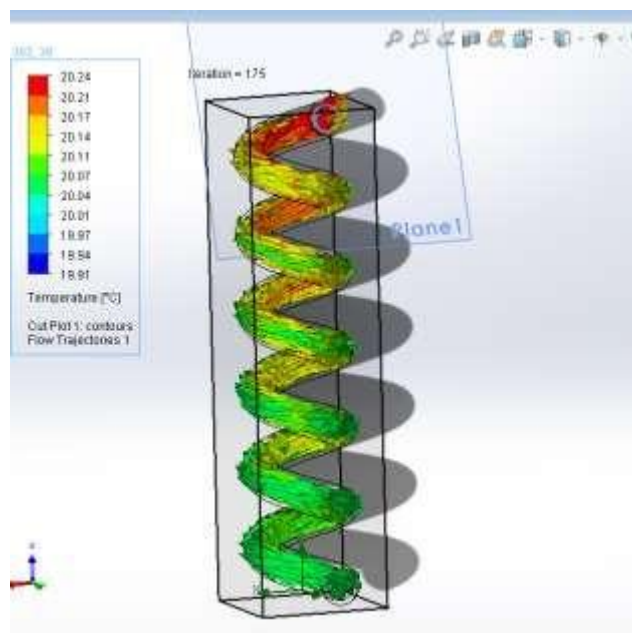 Iteration = 175
20.24
20.21
20.17
20.14
20.11
20.07
20.04
20.01
19.97
19.94
19.91
Temperature [°C]
Cut Plot 1: contours
Flow Trajectories 1
Plane1